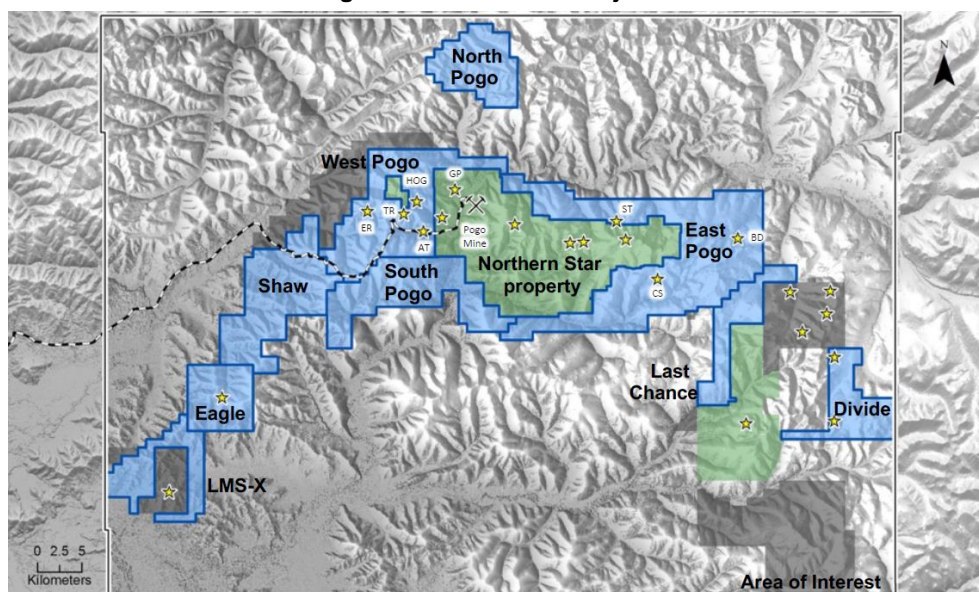 North
Pogo
N
West Pogo
HOG
GP
TR
ER
AT
Pogo
Mine
ST
East
Pogo
BD
Northern Star
property
CS
Shaw
South
Pogo
Last
Chance
Eagle
Divide
LMS-X
0 2.5 5
Kilometers
Area of Interest